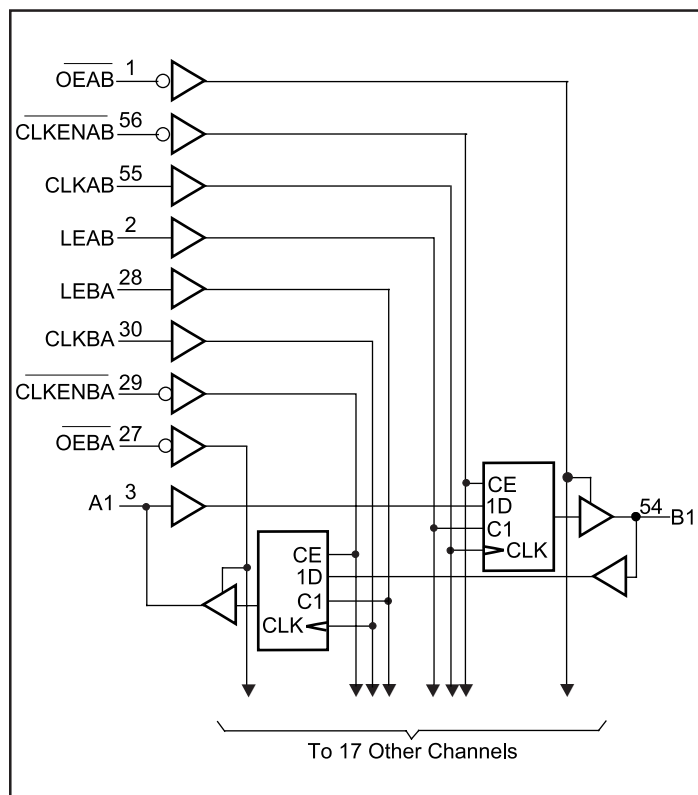 OEAB 1
CLKENAB 56
CLKAB 55
LEAB 2
LEBA 28
CLKBA 30
CLKENBA 29
OEBA 27
A1 3
CE
1D
C1
CLK
54 B1
CE
1D
C1
CLK
To 17 Other Channels